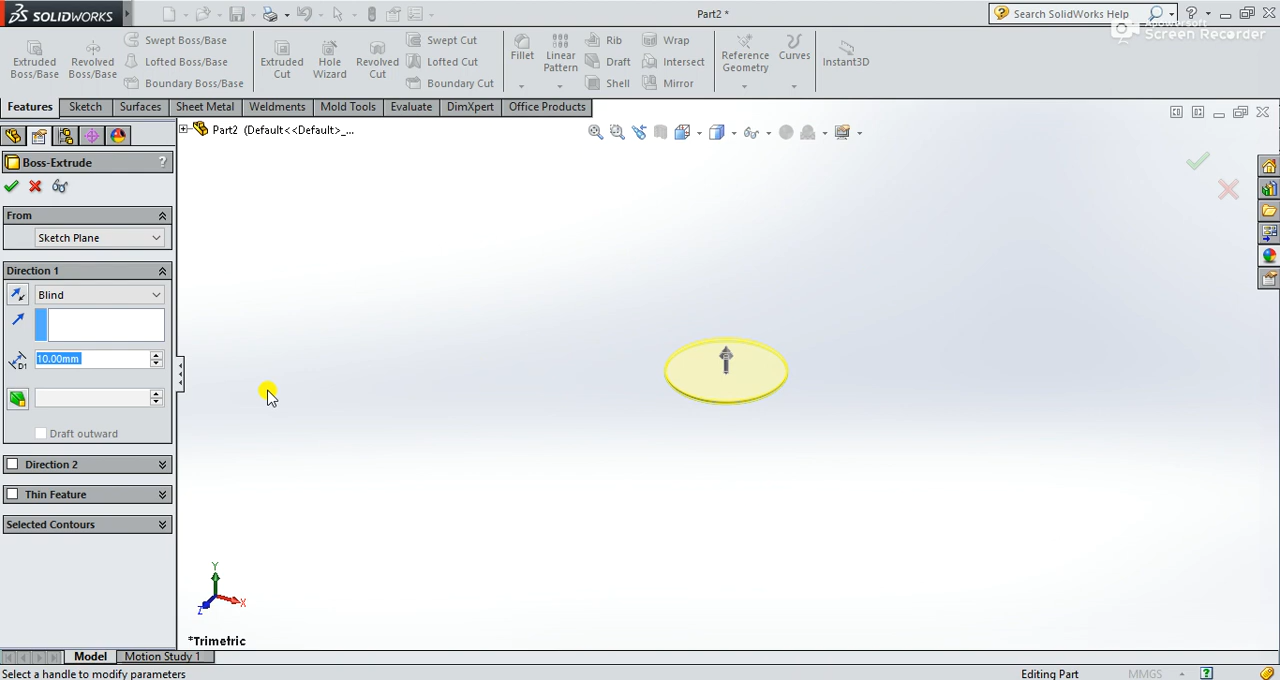 SOLIDWORKS
Part2 *
Search SolidWorks Help
Apowersoft
Screen Recorder
Extruded Boss/Base
Revolved Boss/Base
Swept Boss/Base
Lofted Boss/Base
Boundary Boss/Base
Extruded Cut
Hole Wizard
Revolved Cut
Swept Cut
Lofted Cut
Boundary Cut
Fillet
Linear Pattern
Rib
Draft
Shell
Wrap
Intersect
Mirror
Reference Geometry
Curves
Instant3D
Features
Sketch
Surfaces
Sheet Metal
Weldments
Mold Tools
Evaluate
DimXpert
Office Products
Part2 (Default<<Default>_...
Boss-Extrude
?
From
Sketch Plane
Direction 1
Blind
D1
10.00mm
Draft outward
Direction 2
Thin Feature
Selected Contours
Y
X
Z
*Trimetric
Model
Motion Study 1
Select a handle to modify parameters
Editing Part
MMGS
?